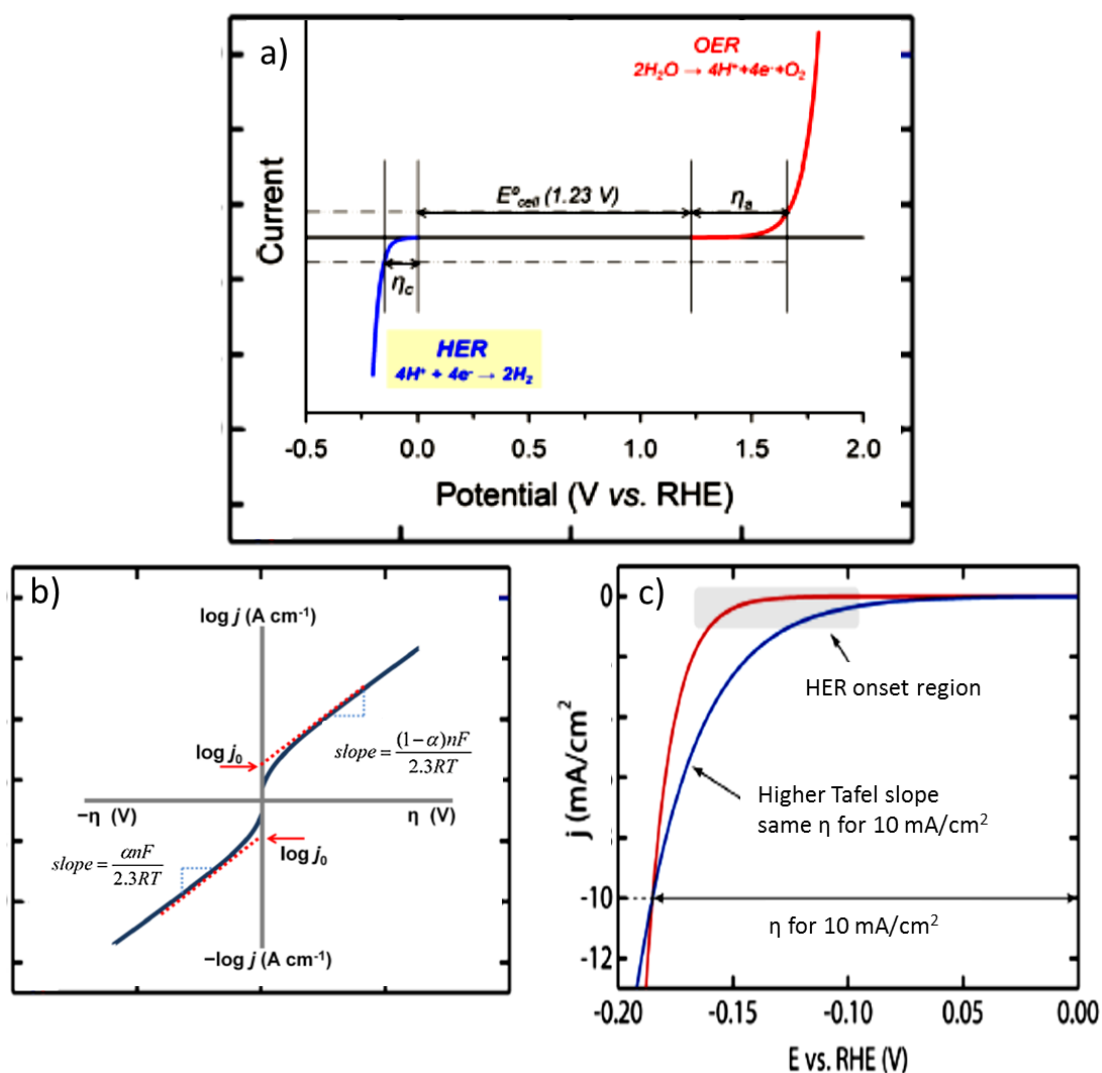 a)
OER
2H₂O → 4H⁺+4e⁻+O₂
E⁰cell (1.23 V)
ηa
ηc
HER
4H⁺ + 4e⁻ → 2H₂
Current
-0.5 0.0 0.5 1.0 1.5 2.0
Potential (V vs. RHE)
b)
log j (A cm⁻¹)
log j₀
slope = (1-α)nF / 2.3RT
−η (V)
η (V)
slope = αnF / 2.3RT
log j₀
−log j (A cm⁻¹)
c)
0
HER onset region
Higher Tafel slope
same η for 10 mA/cm²
-10
η for 10 mA/cm²
-12
j (mA/cm²
-0.20 -0.15 -0.10 0.05 0.00
E vs. RHE (V)